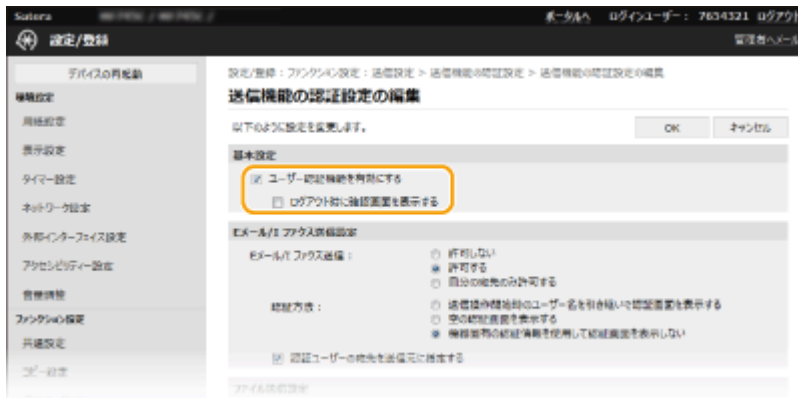 Satera
ポータルへ ログインユーザー： 7654321 ログアウト
設定/登録
管理者へメール
デバイスの再起動
環境設定
用紙設定
表示設定
タイマー設定
ネットワーク設定
外部インターフェイス設定
アクセシビリティー設定
音量調整
ファンクション設定
共通設定
コピー設定
設定/登録：ファンクション設定：送信設定 > 送信機能の認証設定 > 送信機能の認証設定の編集
送信機能の認証設定の編集
以下のように設定を変更します。
OK キャンセル
基本設定
ユーザー認証機能を有効にする
ログアウト時に確認画面を表示する
Eメール/I ファクス送信設定
Eメール/I ファクス送信：
許可しない
許可する
自分の宛先のみ許可する
認証方法：
送信操作開始時のユーザー名を引き継いで認証画面を表示する
空の認証画面を表示する
機器固有の認証情報を使用して認証画面を表示しない
認証ユーザーの宛先を送信元に指定する
ファイル送信設定